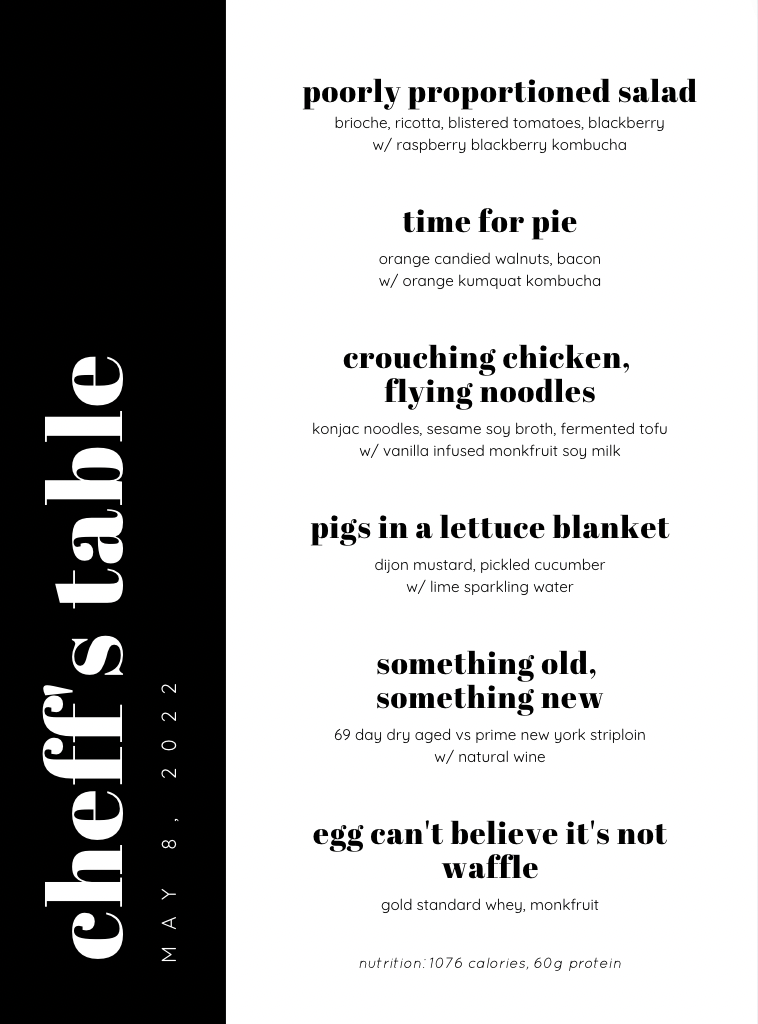 cheff's table
MAY 8, 2022
poorly proportioned salad
brioche, ricotta, blistered tomatoes, blackberry
w/ raspberry blackberry kombucha
time for pie
orange candied walnuts, bacon
w/ orange kumquat kombucha
crouching chicken,
flying noodles
konjac noodles, sesame soy broth, fermented tofu
w/ vanilla infused monkfruit soy milk
pigs in a lettuce blanket
dijon mustard, pickled cucumber
w/ lime sparkling water
something old,
something new
69 day dry aged vs prime new york striploin
w/ natural wine
egg can't believe it's not
waffle
gold standard whey, monkfruit
nutrition: 1076 calories, 60g protein